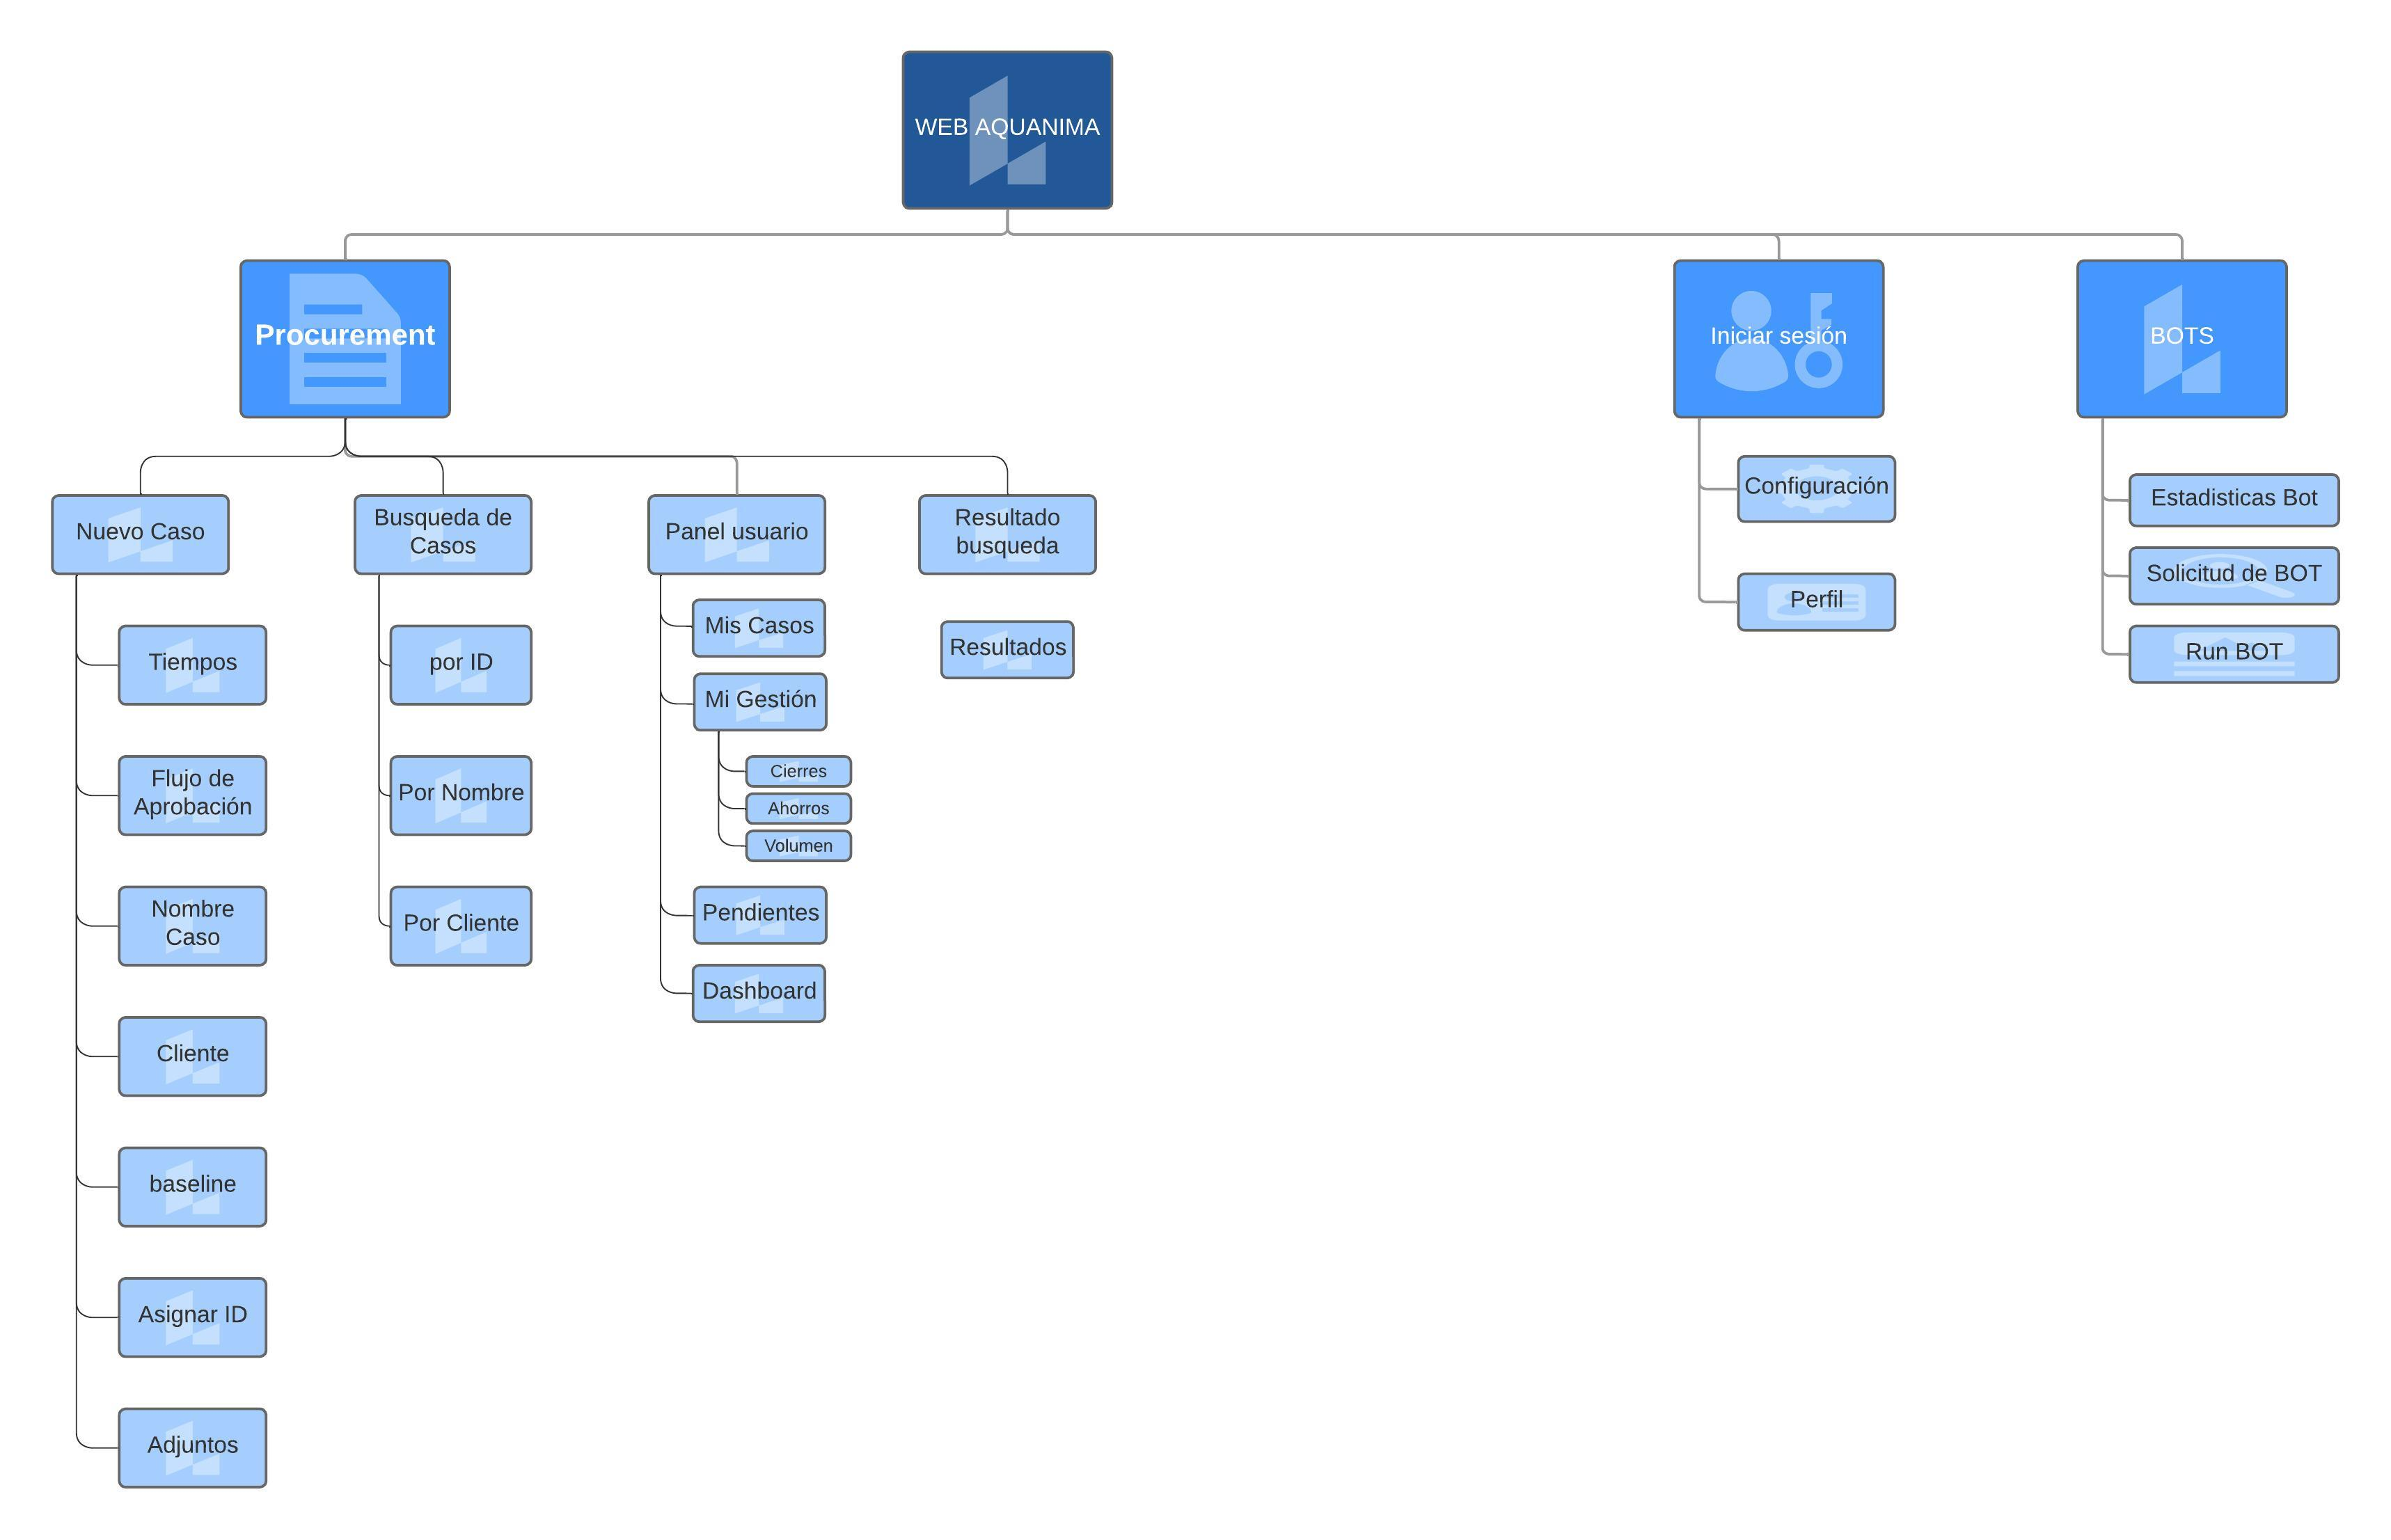 WEB AQUANIMA
Procurement
Iniciar sesión
BOTS
Nuevo Caso
Tiempos
Flujo de
Aprobación
Nombre
Caso
Cliente
baseline
Asignar ID
Adjuntos
Busqueda de
Casos
por ID
Por Nombre
Por Cliente
Panel usuario
Mis Casos
Mi Gestión
Cierres
Ahorros
Volumen
Pendientes
Dashboard
Resultado
busqueda
Resultados
Configuración
Perfil
Estadisticas Bot
Solicitud de BOT
Run BOT